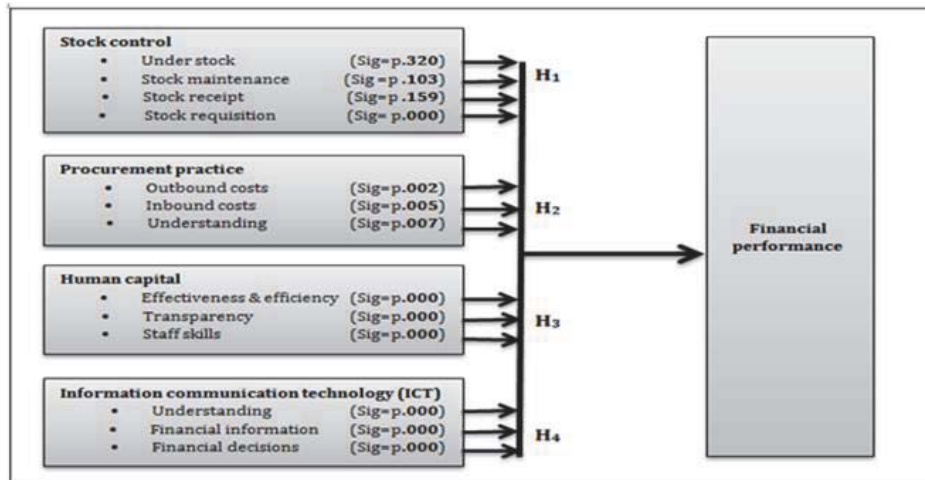 Stock control
• Under stock (Sig=p.320)
• Stock maintenance (Sig =p .103)
• Stock receipt (Sig=p .159)
• Stock requisition (Sig= p.000)
H1
Procurement practice
• Outbound costs (Sig=p.002)
• Inbound costs (Sig=p.005)
• Understanding (Sig=p.007)
H2
Human capital
• Effectiveness & efficiency (Sig=p.000)
• Transparency (Sig=p.000)
• Staff skills (Sig=p.000)
H3
Information communication technology (ICT)
• Understanding (Sig=p.000)
• Financial information (Sig=p.000)
• Financial decisions (Sig=p.000)
H4
Financial
performance